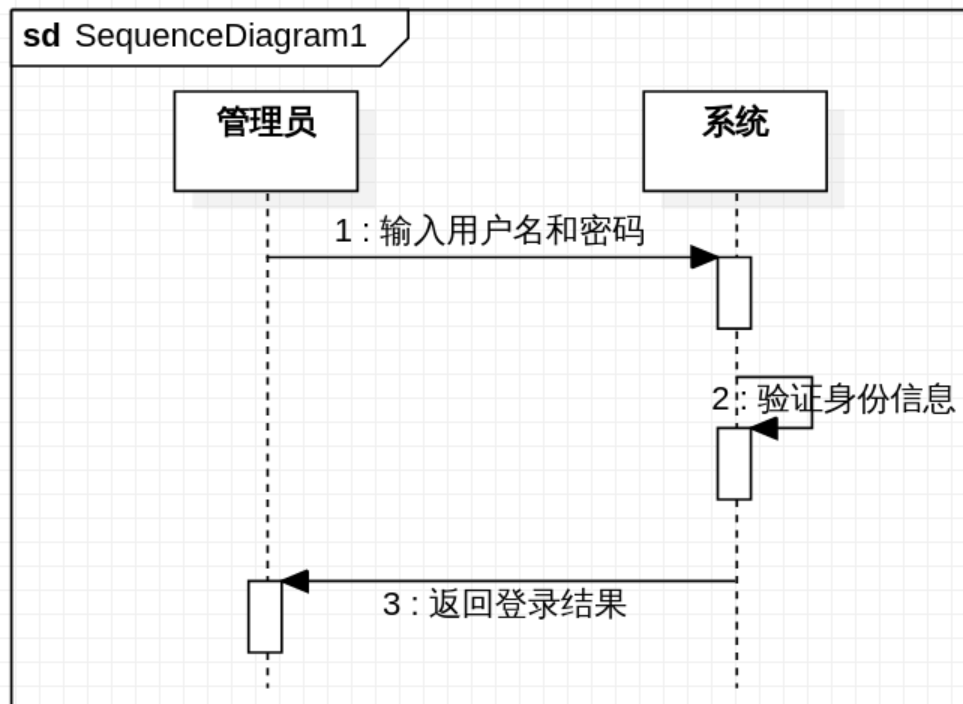 sd SequenceDiagram1
管理员
系统
1 : 输入用户名和密码
2 : 验证身份信息
3 : 返回登录结果